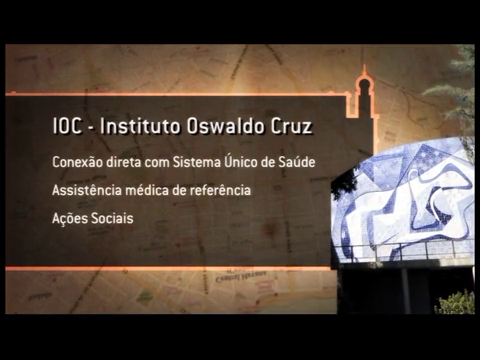 IOC - Instituto Oswaldo Cruz
Conexão direta com Sistema Único de Saúde
Assistência médica de referência
Ações Sociais